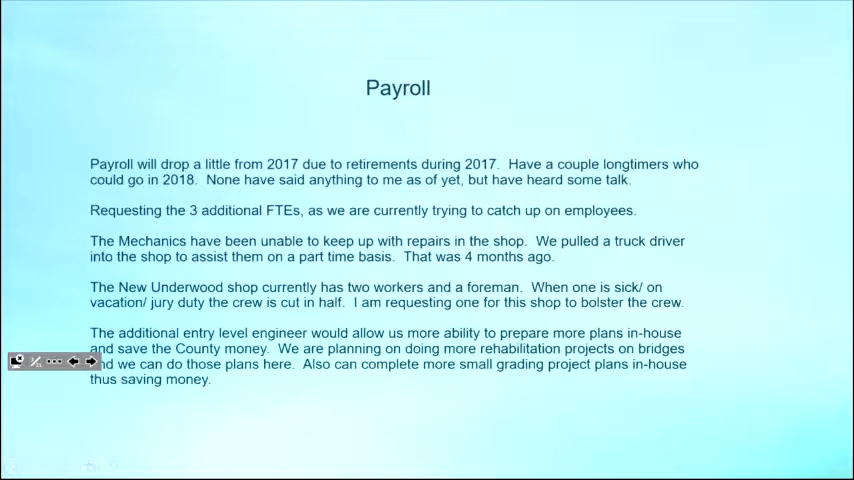 Payroll
Payroll will drop a little from 2017 due to retirements during 2017.  Have a couple longtimers who
could go in 2018.  None have said anything to me as of yet, but have heard some talk.
Requesting the 3 additional FTEs, as we are currently trying to catch up on employees.
The Mechanics have been unable to keep up with repairs in the shop.  We pulled a truck driver
into the shop to assist them on a part time basis.  That was 4 months ago.
The New Underwood shop currently has two workers and a foreman.  When one is sick/ on
vacation/ jury duty the crew is cut in half.  I am requesting one for this shop to bolster the crew.
The additional entry level engineer would allow us more ability to prepare more plans in-house
and save the County money.  We are planning on doing more rehabilitation projects on bridges
and we can do those plans here.  Also can complete more small grading project plans in-house
thus saving money.